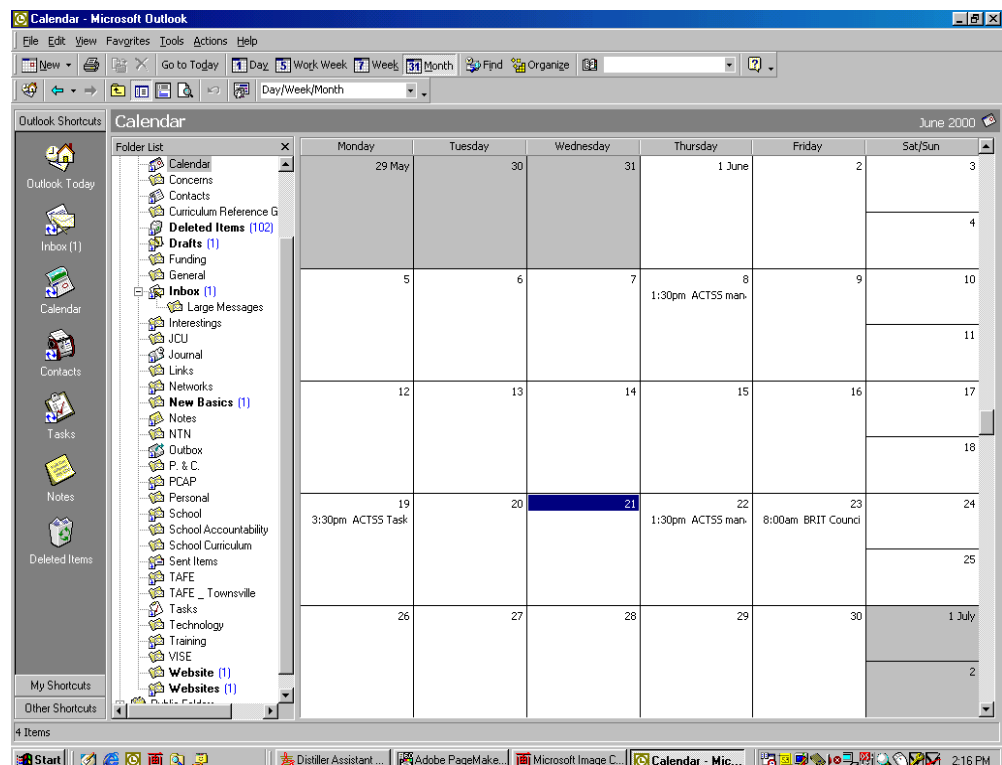 Calendar - Microsoft Outlook
File Edit View Favorites Tools Actions Help
New Go to Today 1 Day 5 Work Week 7 Week 31 Month Find Organize
Day/Week/Month
Outlook Shortcuts
Outlook Today
Inbox (1)
Calendar
Contacts
Tasks
Notes
Deleted Items
My Shortcuts
Other Shortcuts
Calendar June 2000
Folder List
Calendar
Concerns
Contacts
Curriculum Reference G
Deleted Items (102)
Drafts (1)
Funding
General
Inbox (1)
Large Messages
Interestings
JCU
Journal
Links
Networks
New Basics (1)
Notes
NTN
Outbox
P. & C.
PCAP
Personal
School
School Accountability
School Curriculum
Sent Items
TAFE
TAFE _ Townsville
Tasks
Technology
Training
VISE
Website (1)
Websites (1)
Public Folders
Monday Tuesday Wednesday Thursday Friday Sat/Sun
29 May 30 31 1 June 2 3
4
5 6 7 8 9 10
1:30pm ACTSS man
11
12 13 14 15 16 17
18
19 20 21 22 23 24
3:30pm ACTSS Task 1:30pm ACTSS man 8:00am BRIT Counci
25
26 27 28 29 30 1 July
2
4 Items
Start Distiller Assistant ... Adobe PageMake... Microsoft Image C... Calendar - Mic... 2:16 PM